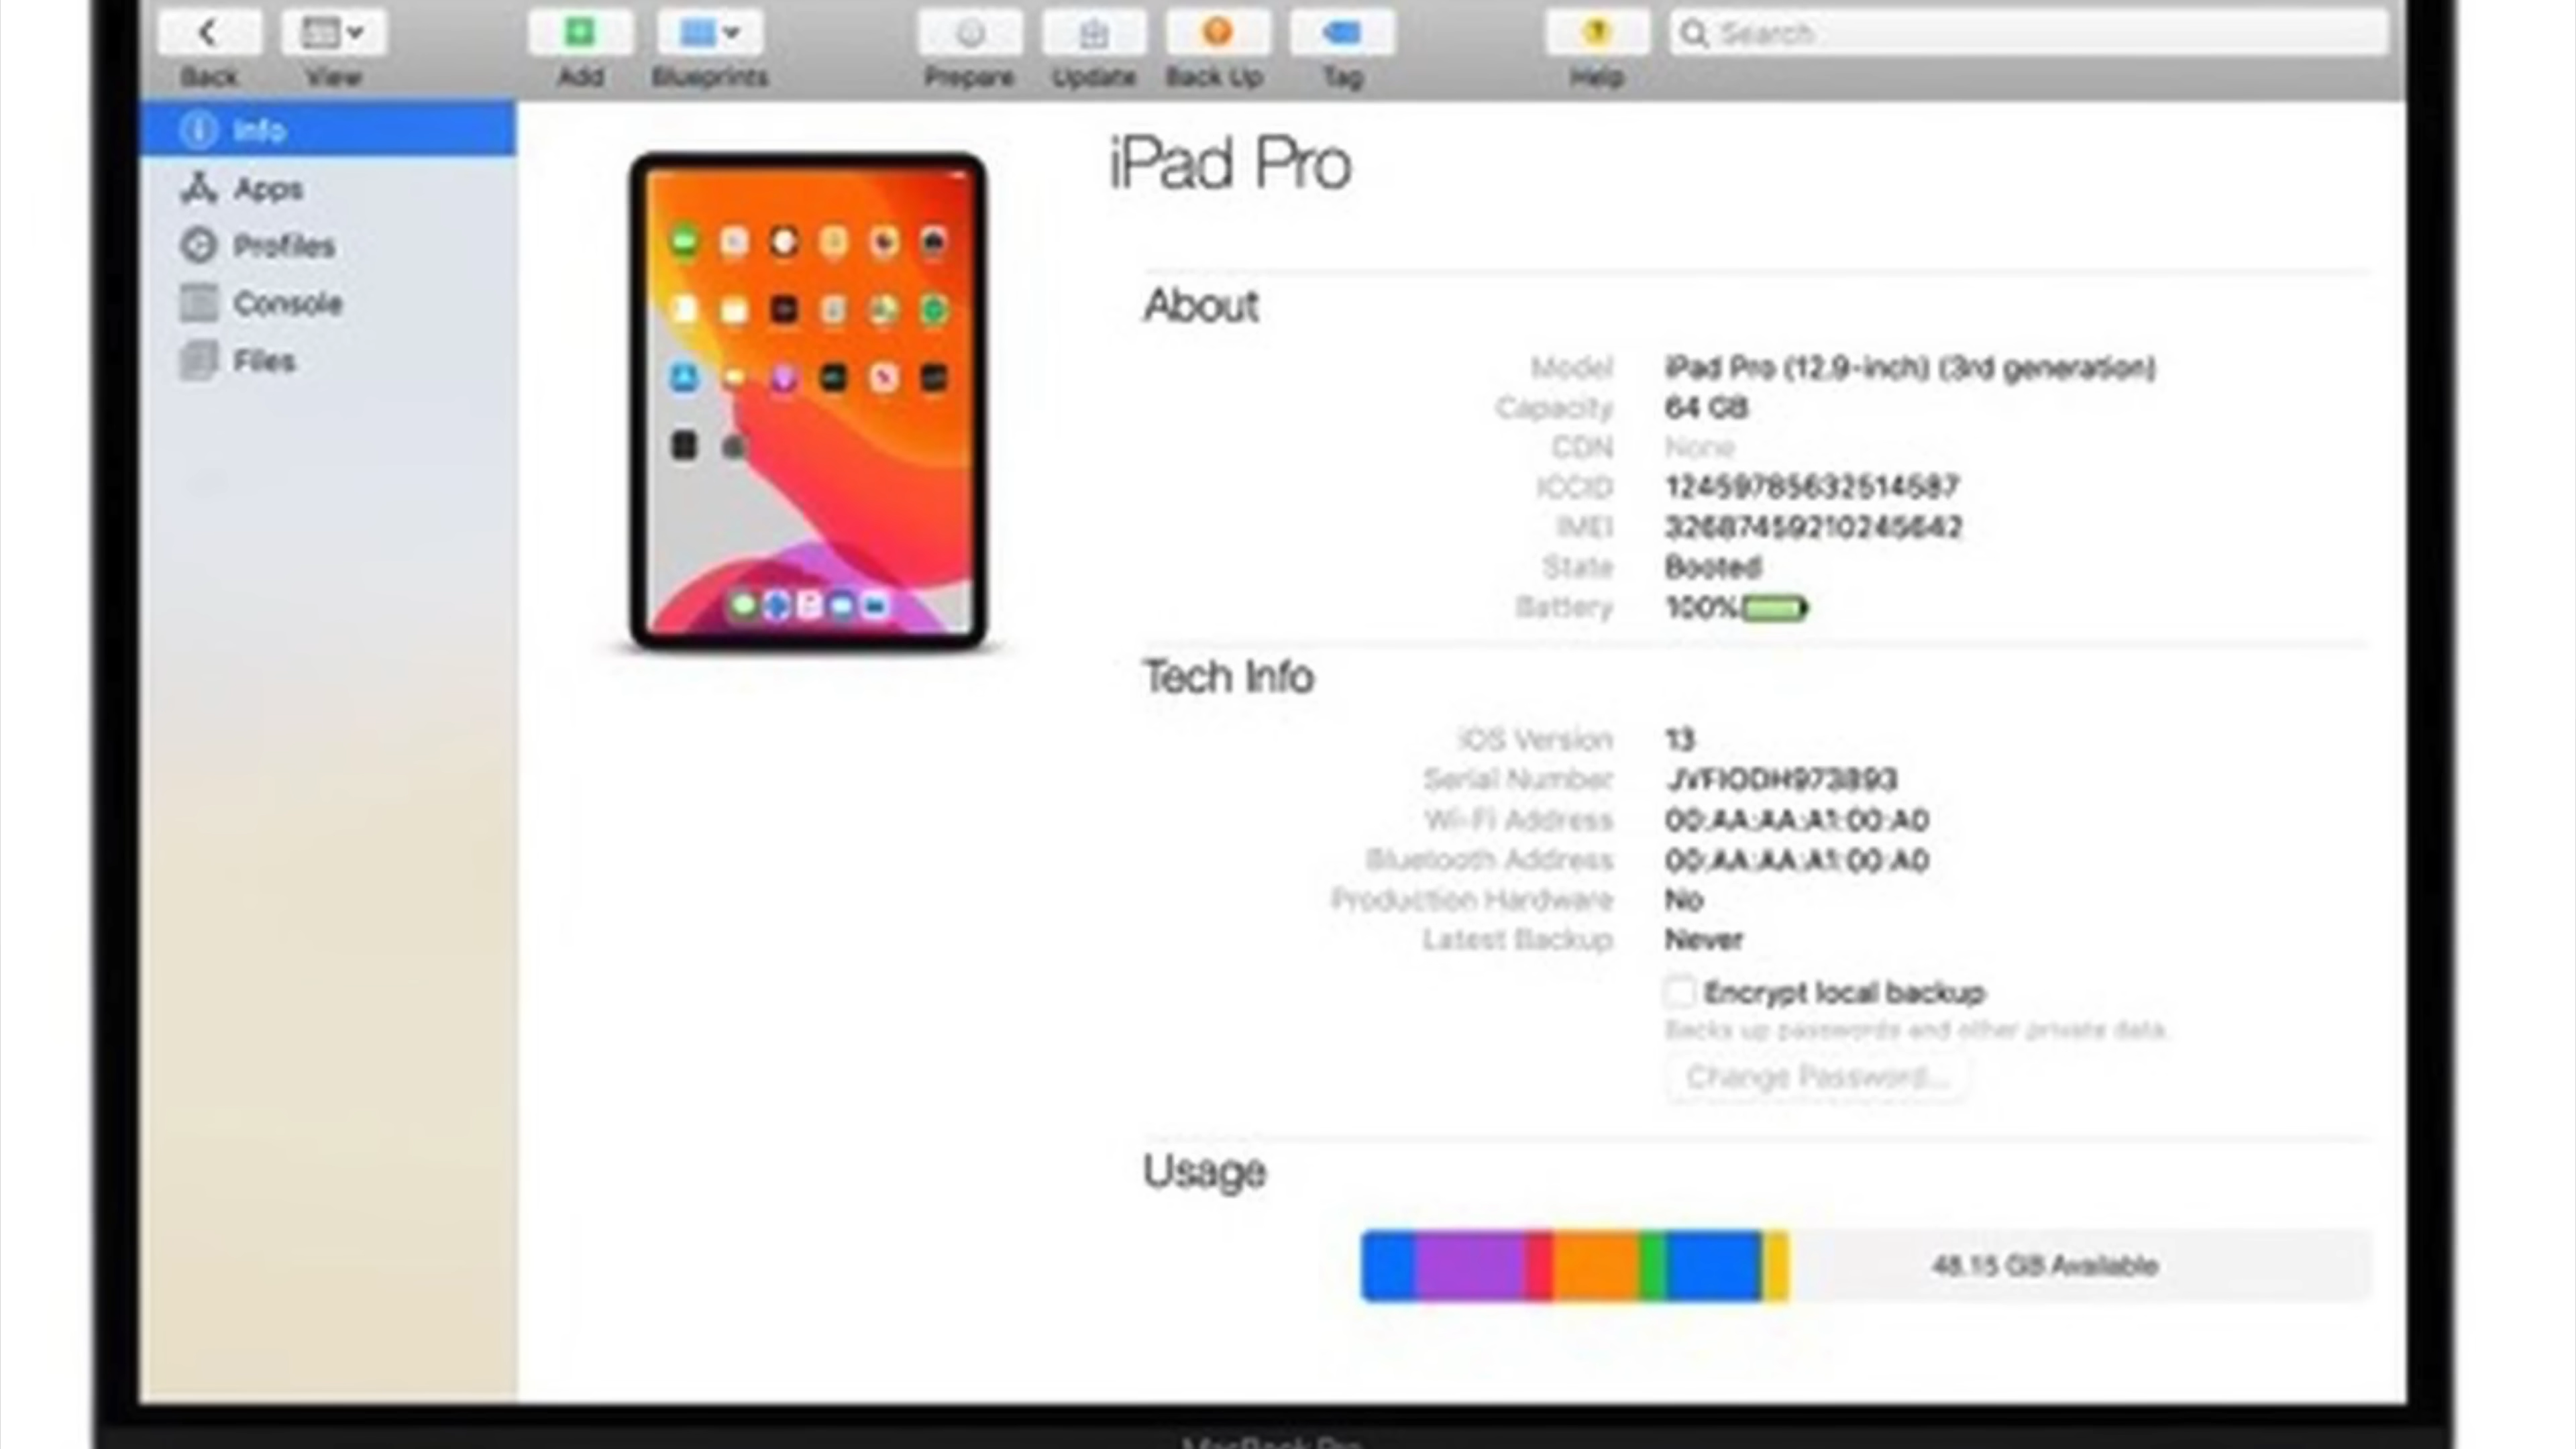 Back View Add Blueprints Prepare Update Back Up Tag Help Search
Info
Apps
Profiles
Console
Files
iPad Pro
About
Model iPad Pro (12.9-inch) (3rd generation)
Capacity 64 GB
CDN None
ICCID 12459785632514587
IMEI 32687459210245642
State Booted
Battery 100%
Tech Info
iOS Version 13
Serial Number JVFIODH973893
Wi-Fi Address 00:AA:AA:A1:00:A0
Bluetooth Address 00:AA:AA:A1:00:A0
Production Hardware No
Latest Backup Never
Encrypt local backup
Backs up passwords and other private data.
Change Password...
Usage
48.15 GB Available
MacBook Pro